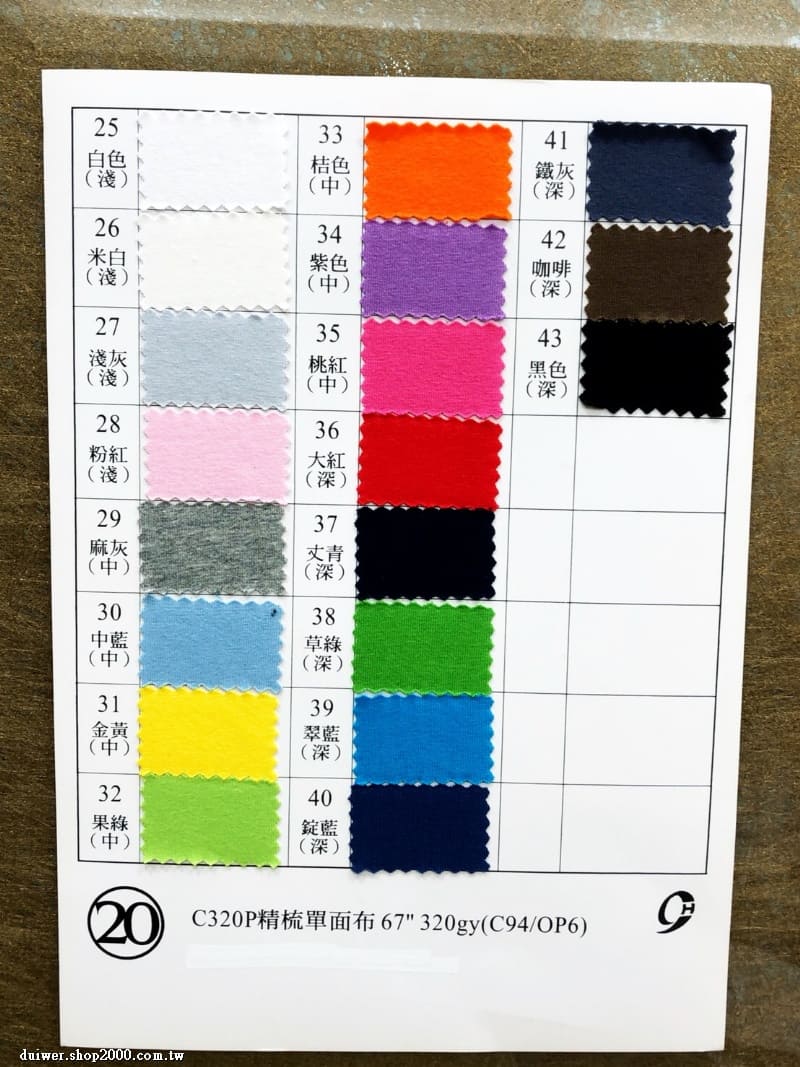 25
白色
（淺）
26
米白
（淺）
27
淺灰
（淺）
28
粉紅
（淺）
29
麻灰
（中）
30
中藍
（中）
31
金黃
（中）
32
果綠
（中）
33
桔色
（中）
34
紫色
（中）
35
桃紅
（中）
36
大紅
（深）
37
丈青
（深）
38
草綠
（深）
39
翠藍
（深）
40
錠藍
（深）
41
鐵灰
（深）
42
咖啡
（深）
43
黑色
（深）
20
C320P精梳單面布 67" 320gy(C94/OP6)
duiwer.shop2000.com.tw